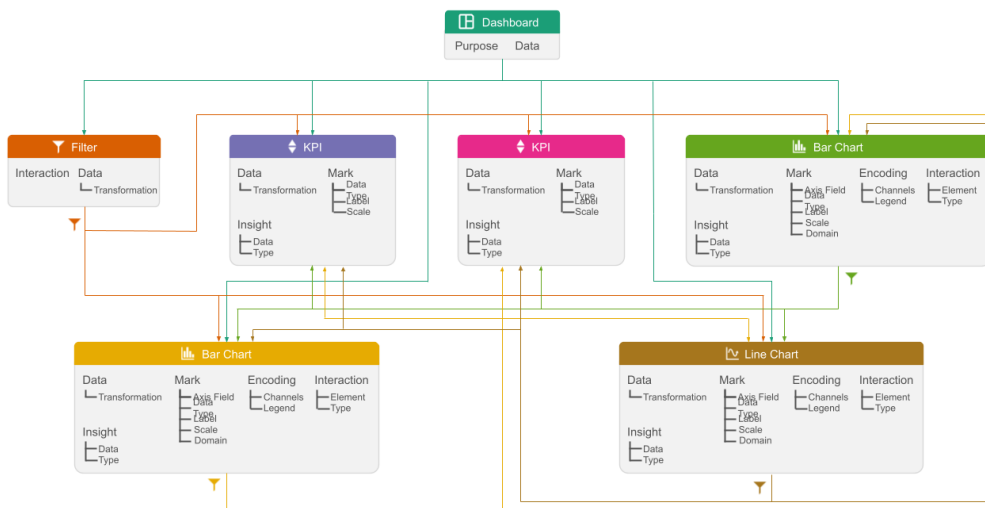 Dashboard
Purpose Data
Filter
Interaction Data
Transformation
KPI
Data Mark
Transformation Data
Type
Label
Scale
Insight
Data
Type
KPI
Data Mark
Transformation Data
Type
Label
Scale
Insight
Data
Type
Bar Chart
Data Mark Encoding Interaction
Transformation Axis Field Channels Element
Data Legend Type
Type
Label
Scale
Insight Domain
Data
Type
Bar Chart
Data Mark Encoding Interaction
Transformation Axis Field Channels Element
Data Legend Type
Type
Label
Scale
Insight Domain
Data
Type
Line Chart
Data Mark Encoding Interaction
Transformation Axis Field Channels Element
Data Legend Type
Type
Label
Scale
Insight Domain
Data
Type